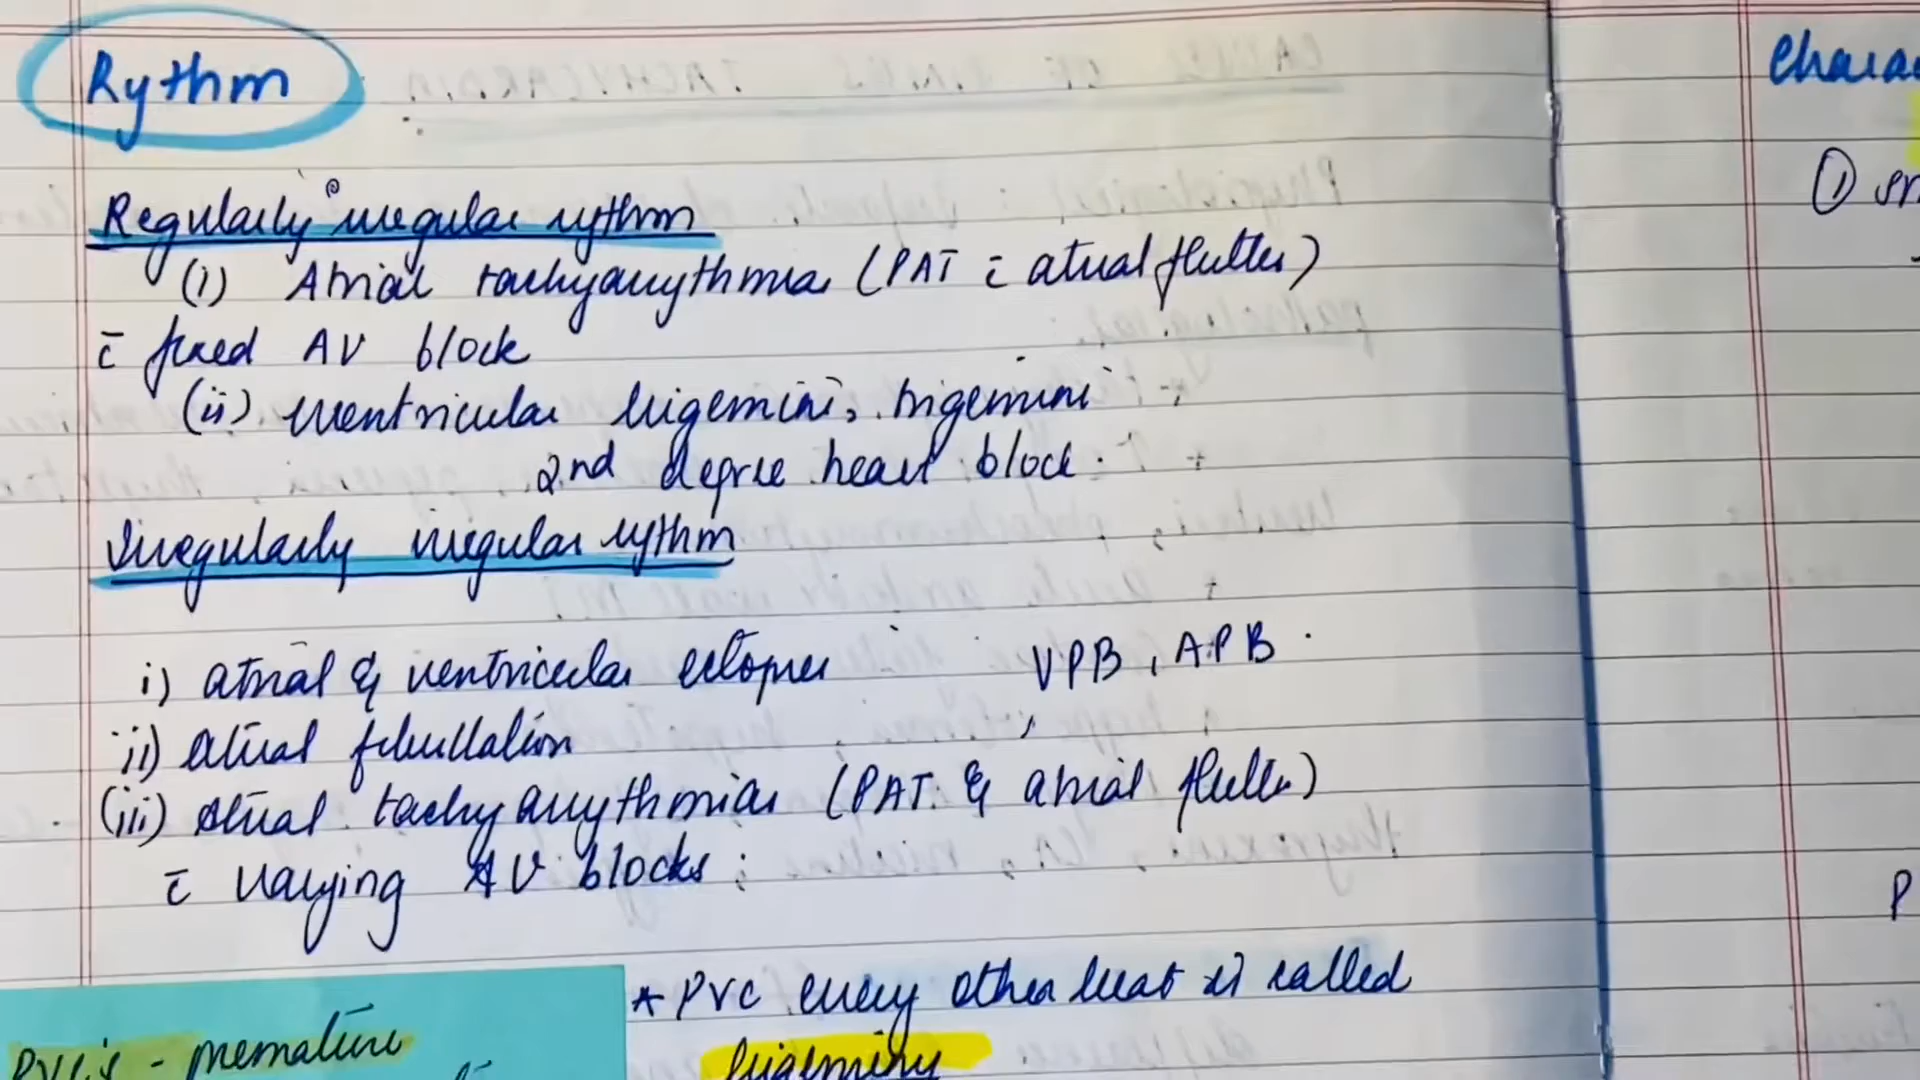 Rythm
Regularly irregular rythm
(i) Atrial tachyarrythmia (PAT c̄ atrial flutter)
c̄ fixed AV block
(ii) ventricular bigemini, trigemini
2nd degree heart block.
Irregularly irregular rythm
i) atrial & ventricular ectopics VPB, APB.
ii) atrial fibrillation
(iii) atrial tachyarrythmias (PAT & atrial flutter)
c̄ varying AV blocks;
* PVC every other beat is called
PVC's - premature
bigeminy
Charac
① sm
P